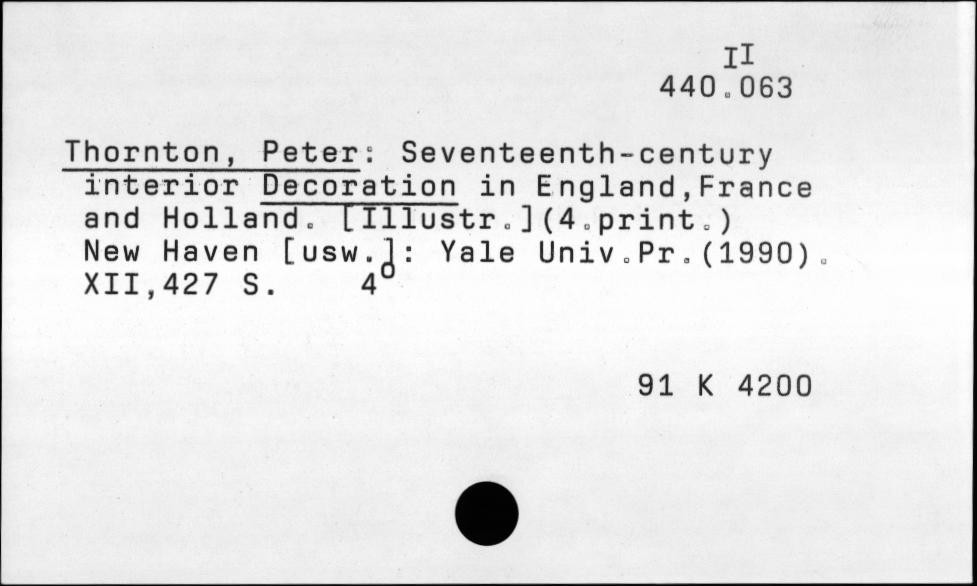 II
440.063
Thornton, Peter: Seventeenth-century
interior Decoration in England France
and Holland. [Illustr.](4.print.)
New Haven [usw.]: Yale Univ.Pr.(1990).
XII,427 S. 4o
91 K 4200